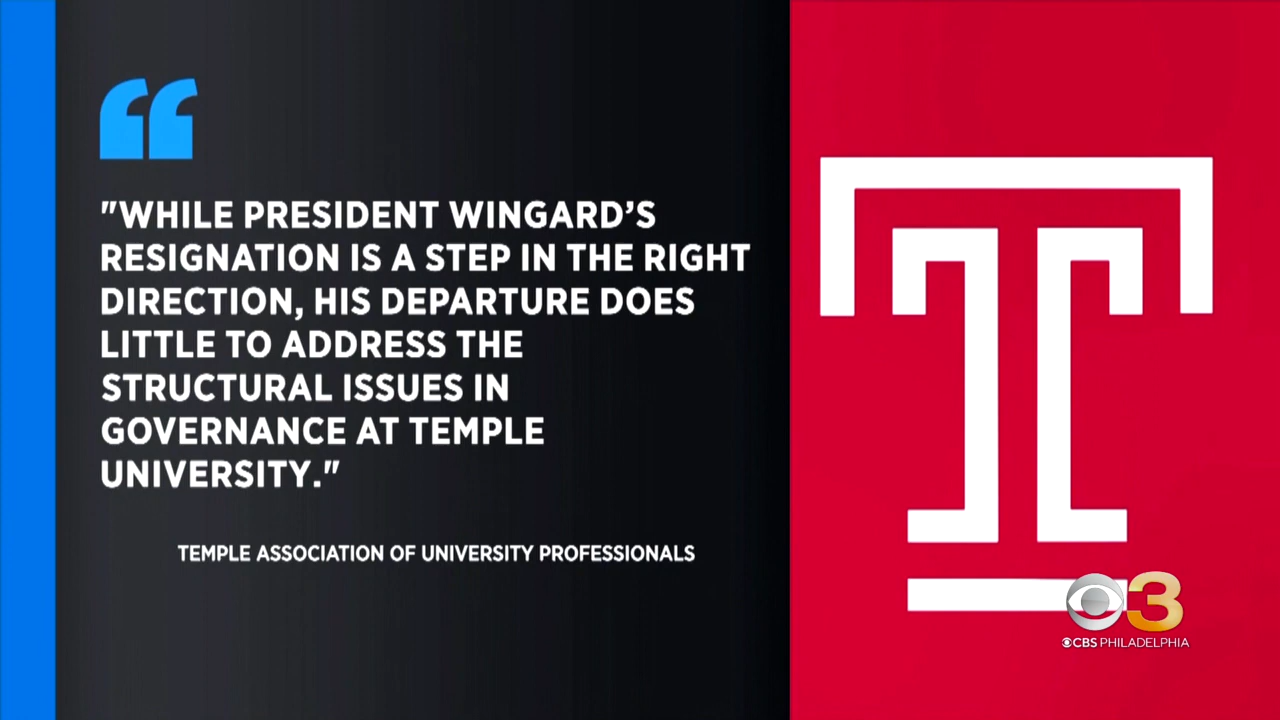 "WHILE PRESIDENT WINGARD’S
RESIGNATION IS A STEP IN THE RIGHT
DIRECTION, HIS DEPARTURE DOES
LITTLE TO ADDRESS THE
STRUCTURAL ISSUES IN
GOVERNANCE AT TEMPLE
UNIVERSITY."
TEMPLE ASSOCIATION OF UNIVERSITY PROFESSIONALS
T
3
CBS PHILADELPHIA